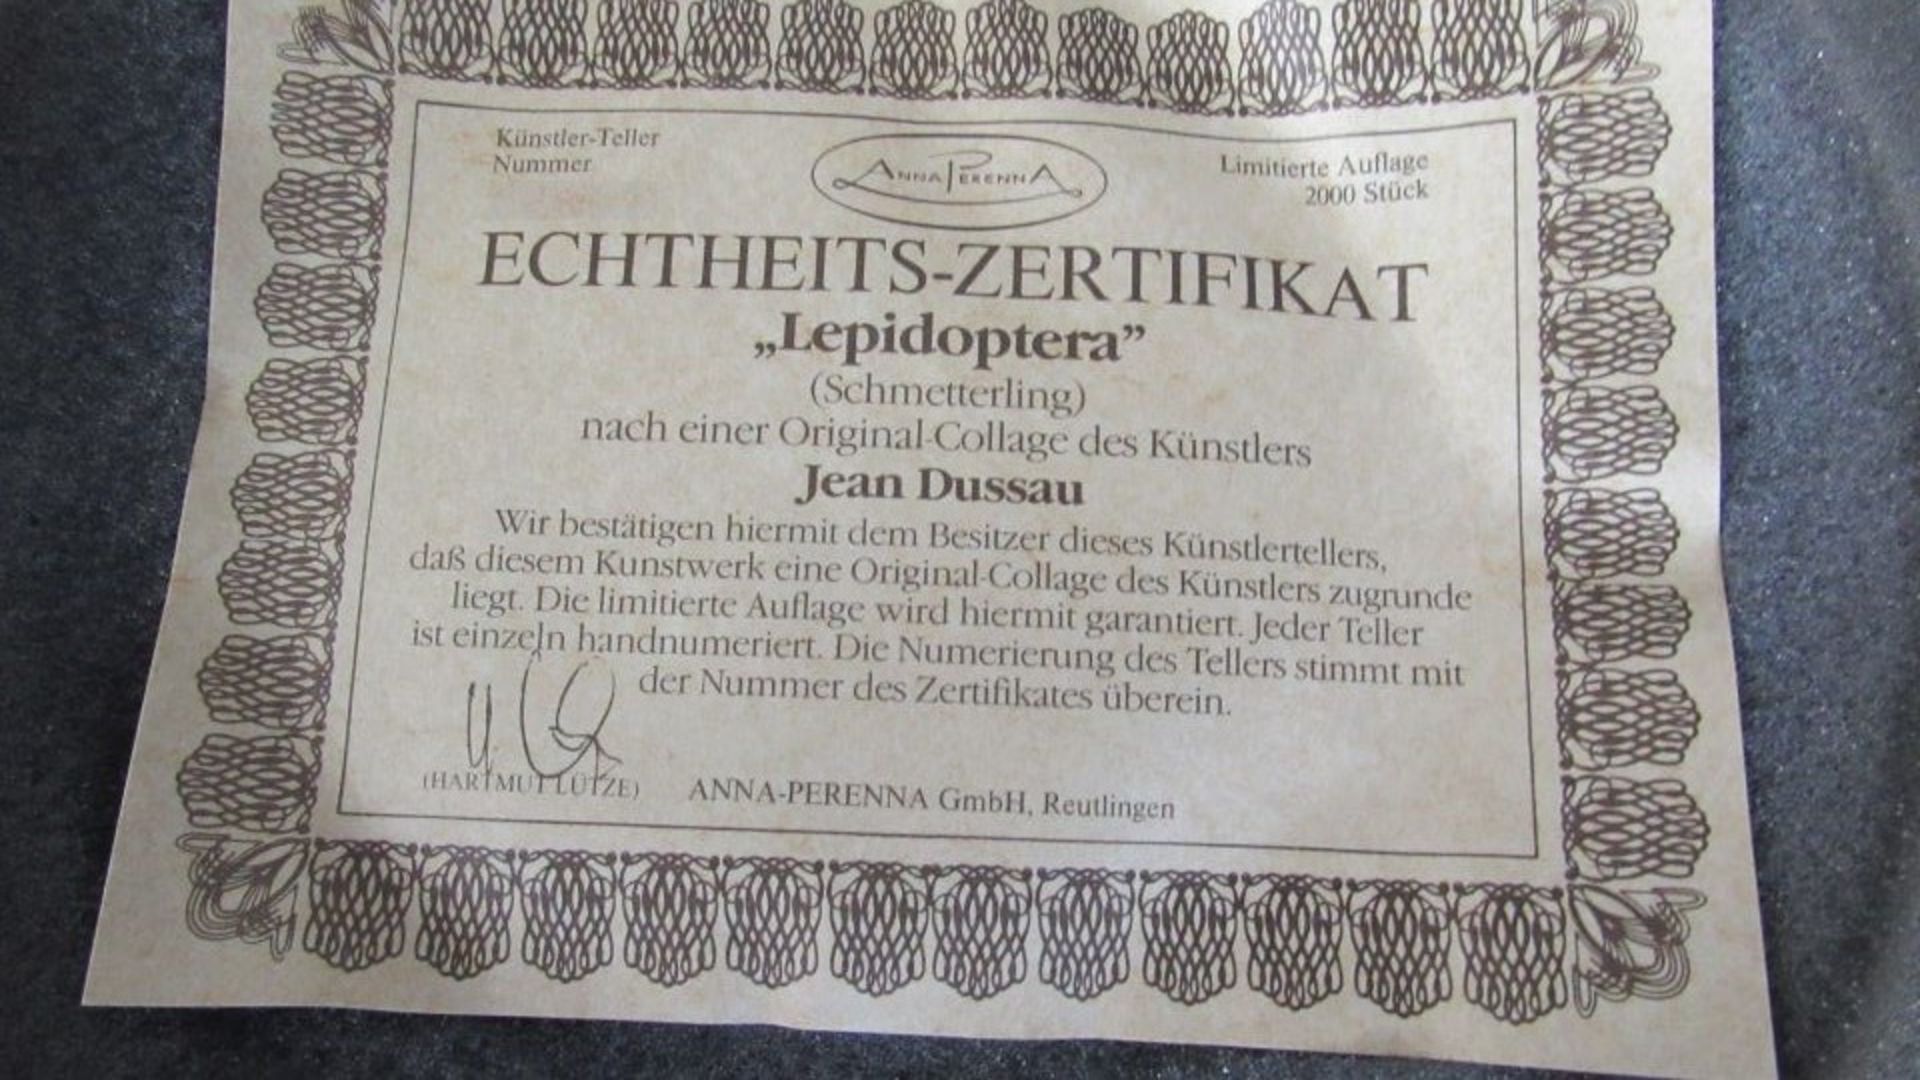 Künstler-Teller
Nummer
ANNA PERENNA
Limitierte Auflage
2000 Stück
ECHTHEITS-ZERTIFIKAT
„Lepidoptera”
(Schmetterling)
nach einer Original-Collage des Künstlers
Jean Dussau
Wir bestätigen hiermit dem Besitzer dieses Künstlertellers,
daß diesem Kunstwerk eine Original-Collage des Künstlers zugrunde
liegt. Die limitierte Auflage wird hiermit garantiert. Jeder Teller
ist einzeln handnumeriert. Die Numerierung des Tellers stimmt mit
der Nummer des Zertifikates überein.
(HARTMUT LÜTZE)
ANNA-PERENNA GmbH, Reutlingen